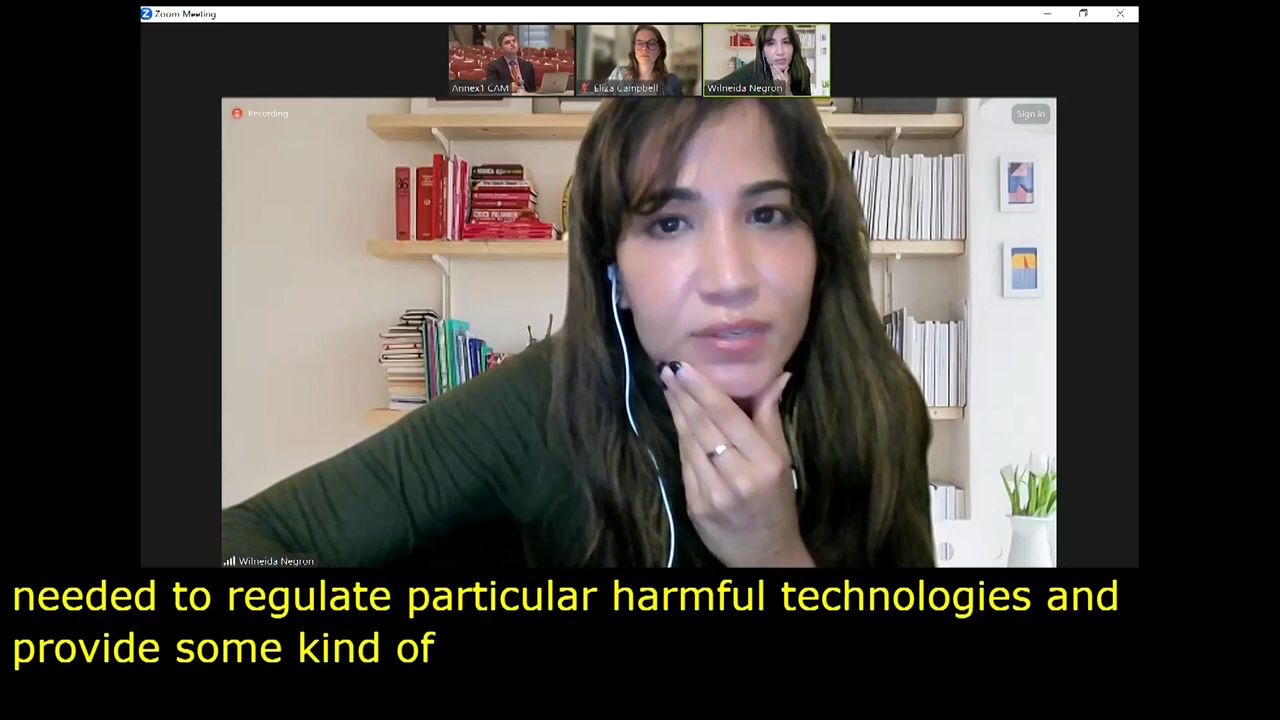 Zoom Meeting
Annex1 CAM
Eliza Campbell
Wilneida Negron
Recording
Sign in
36
Wilneida Negron
needed to regulate particular harmful technologies and
provide some kind of